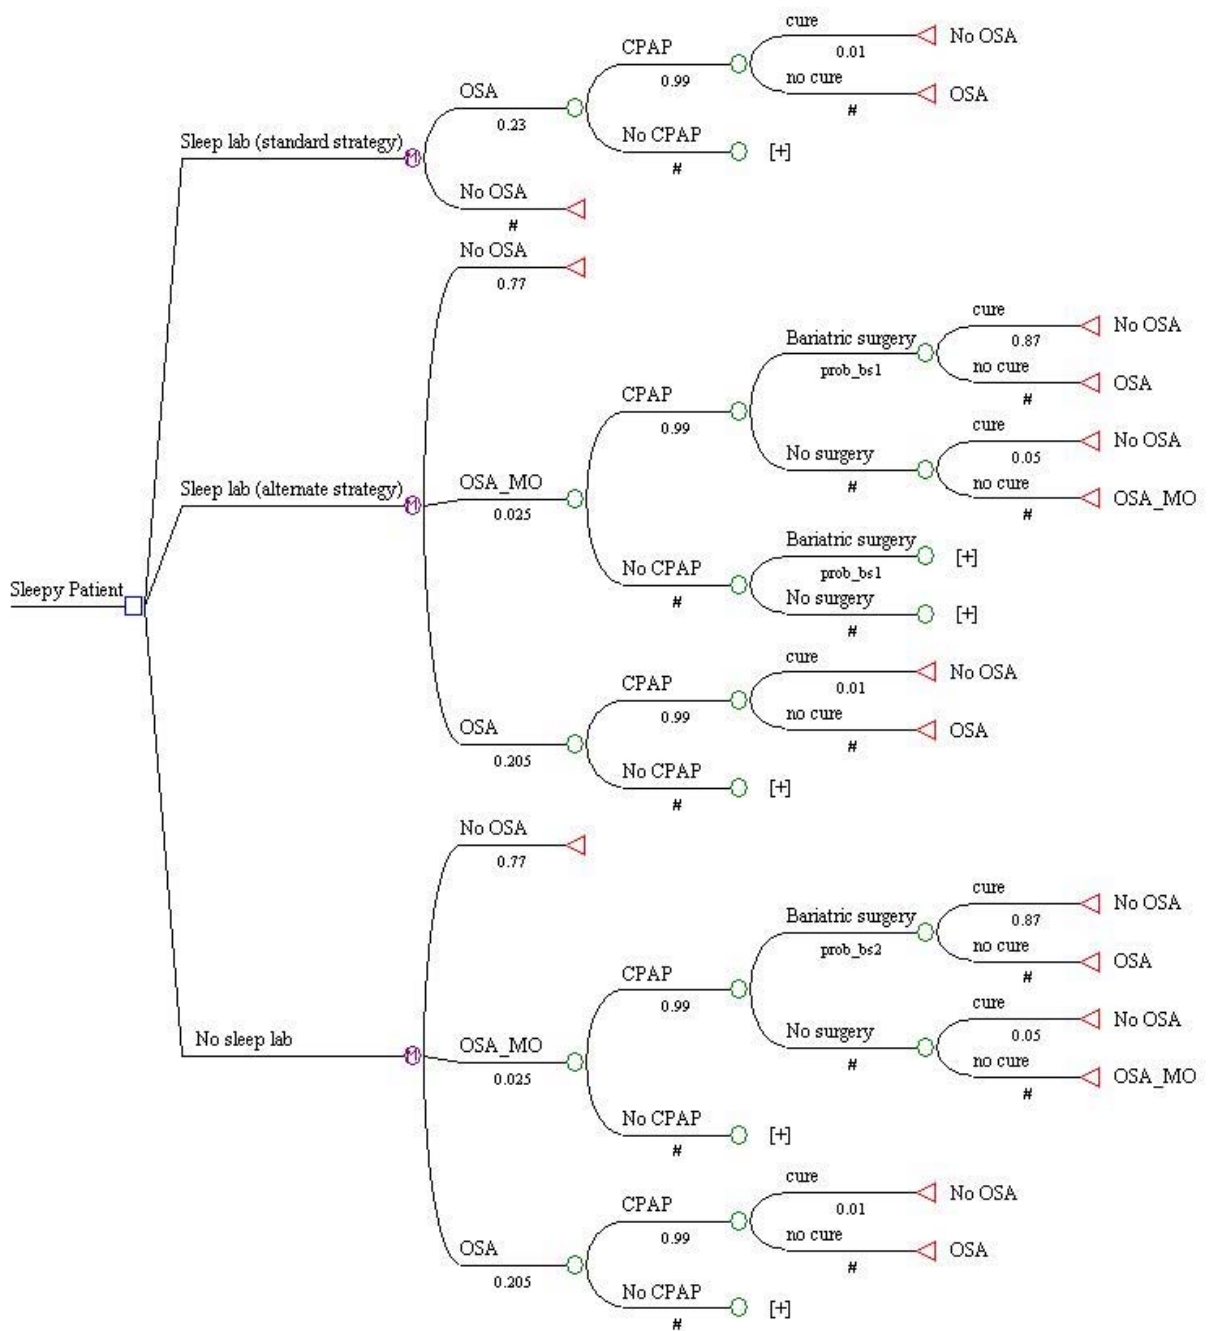 cure
No OSA
CPAP
0.01
0.99
no cure
OSA
OSA
#
0.23
No CPAP
[+]
Sleep lab (standard strategy)
M
#
No OSA
#
No OSA
0.77
cure
No OSA
Bariatric surgery
0.87
prob_bs1
no cure
OSA
CPAP
#
0.99
cure
No OSA
No surgery
0.05
#
no cure
Sleep lab (alternate strategy)
M
OSA_MO
OSA_MO
0.025
#
Bariatric surgery
[+]
No CPAP
prob_bs1
#
No surgery
[+]
Sleepy Patient
#
cure
No OSA
CPAP
0.01
0.99
no cure
OSA
OSA
#
0.205
No CPAP
[+]
#
No OSA
0.77
cure
No OSA
Bariatric surgery
0.87
prob_bs2
no cure
OSA
CPAP
#
0.99
cure
No OSA
No surgery
0.05
No sleep lab
M
OSA_MO
#
no cure
OSA_MO
0.025
#
No CPAP
[+]
#
cure
No OSA
CPAP
0.01
0.99
no cure
OSA
OSA
#
0.205
No CPAP
[+]
#